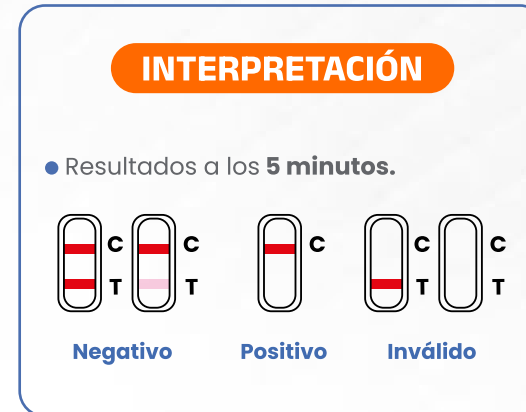 INTERPRETACIÓN
Resultados a los 5 minutos.
C C C C C
T T T T
Negativo Positivo Inválido